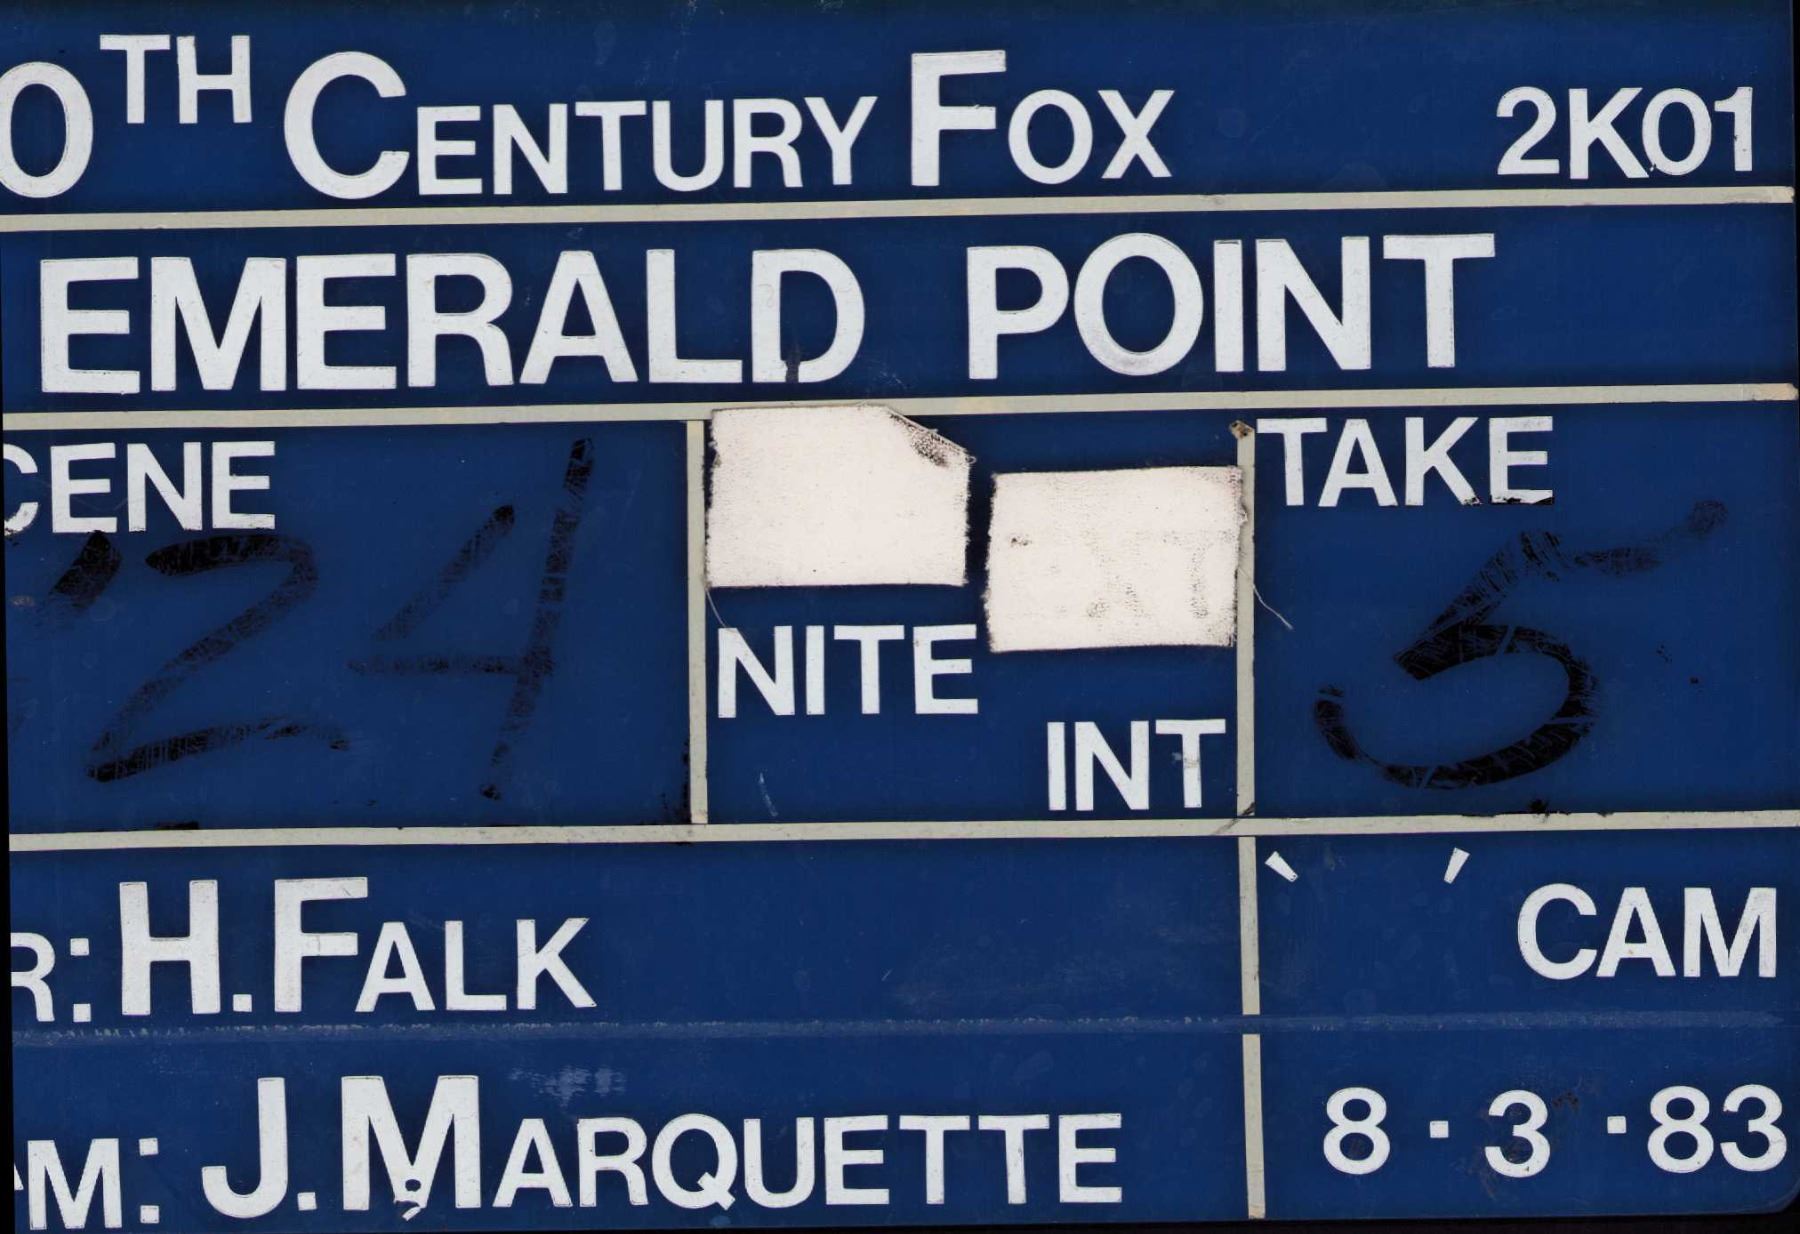 0TH CENTURY FOX 2K01
EMERALD POINT
CENE TAKE
24 5
NITE
INT
R: H.FALK ` ' CAM
M: J.MARQUETTE 8·3·83